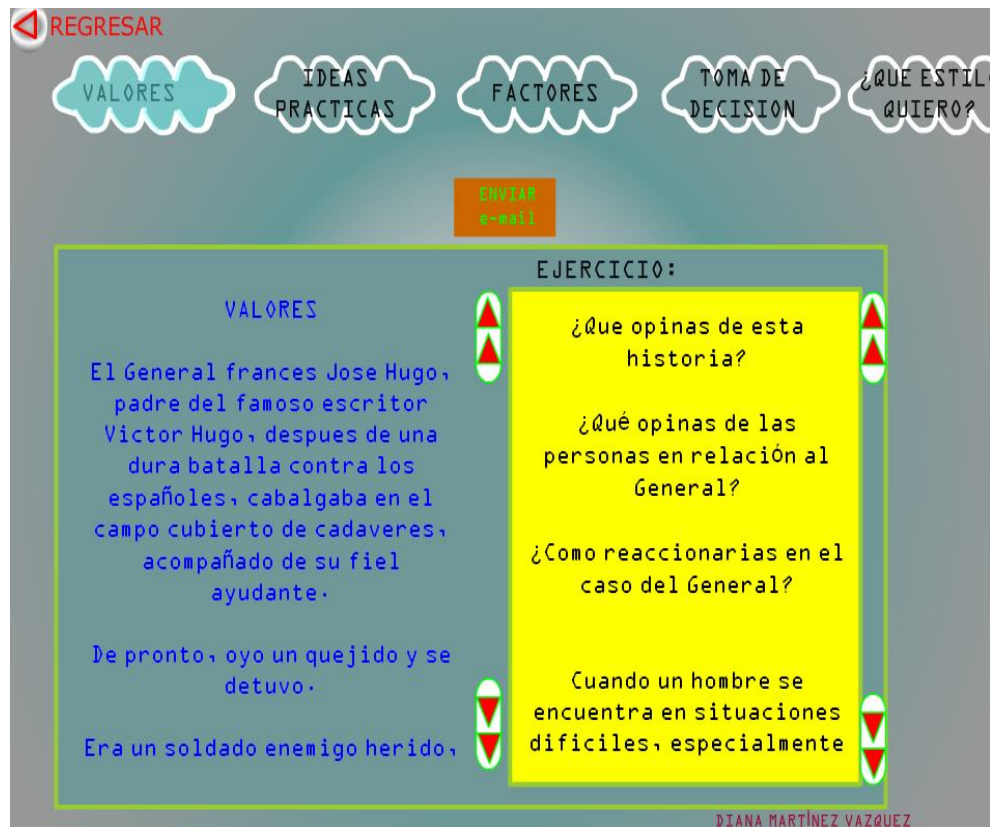 REGRESAR
VALORES
IDEAS
PRACTICAS
FACTORES
TOMA DE
DECISION
¿QUE ESTILO
QUIERO?
ENVIAR
e-mail
VALORES
El General frances Jose Hugo,
padre del famoso escritor
Victor Hugo, despues de una
dura batalla contra los
españoles, cabalgaba en el
campo cubierto de cadaveres,
acompañado de su fiel
ayudante.
De pronto, oyo un quejido y se
detuvo.
Era un soldado enemigo herido,
EJERCICIO:
¿Que opinas de esta
historia?
¿Qué opinas de las
personas en relación al
General?
¿Como reaccionarias en el
caso del General?
Cuando un hombre se
encuentra en situaciones
dificiles, especialmente
DIANA MARTÍNEZ VAZQUEZ